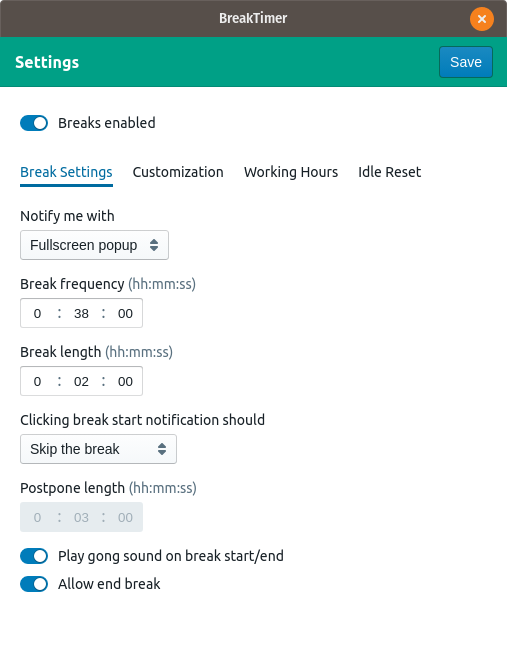 BreakTimer
Settings
Save
Breaks enabled
Break Settings Customization Working Hours Idle Reset
Notify me with
Fullscreen popup
Break frequency (hh:mm:ss)
0 : 38 : 00
Break length (hh:mm:ss)
0 : 02 : 00
Clicking break start notification should
Skip the break
Postpone length (hh:mm:ss)
0 : 03 : 00
Play gong sound on break start/end
Allow end break